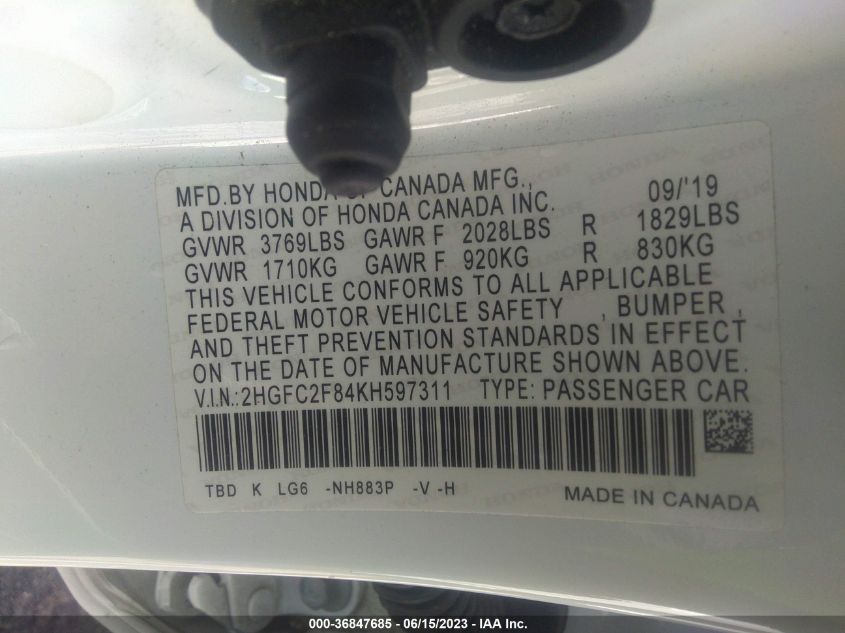 MFD.BY HONDA OF CANADA MFG., 09/'19
A DIVISION OF HONDA CANADA INC.
GVWR 3769LBS GAWR F 2028LBS R 1829LBS
GVWR 1710KG GAWR F 920KG R 830KG
THIS VEHICLE CONFORMS TO ALL APPLICABLE
FEDERAL MOTOR VEHICLE SAFETY , BUMPER ,
AND THEFT PREVENTION STANDARDS IN EFFECT
ON THE DATE OF MANUFACTURE SHOWN ABOVE.
V.I.N.:2HGFC2F84KH597311 TYPE: PASSENGER CAR
TBD K LG6 -NH883P -V -H MADE IN CANADA
000-36847685 - 06/15/2023 - IAA Inc.